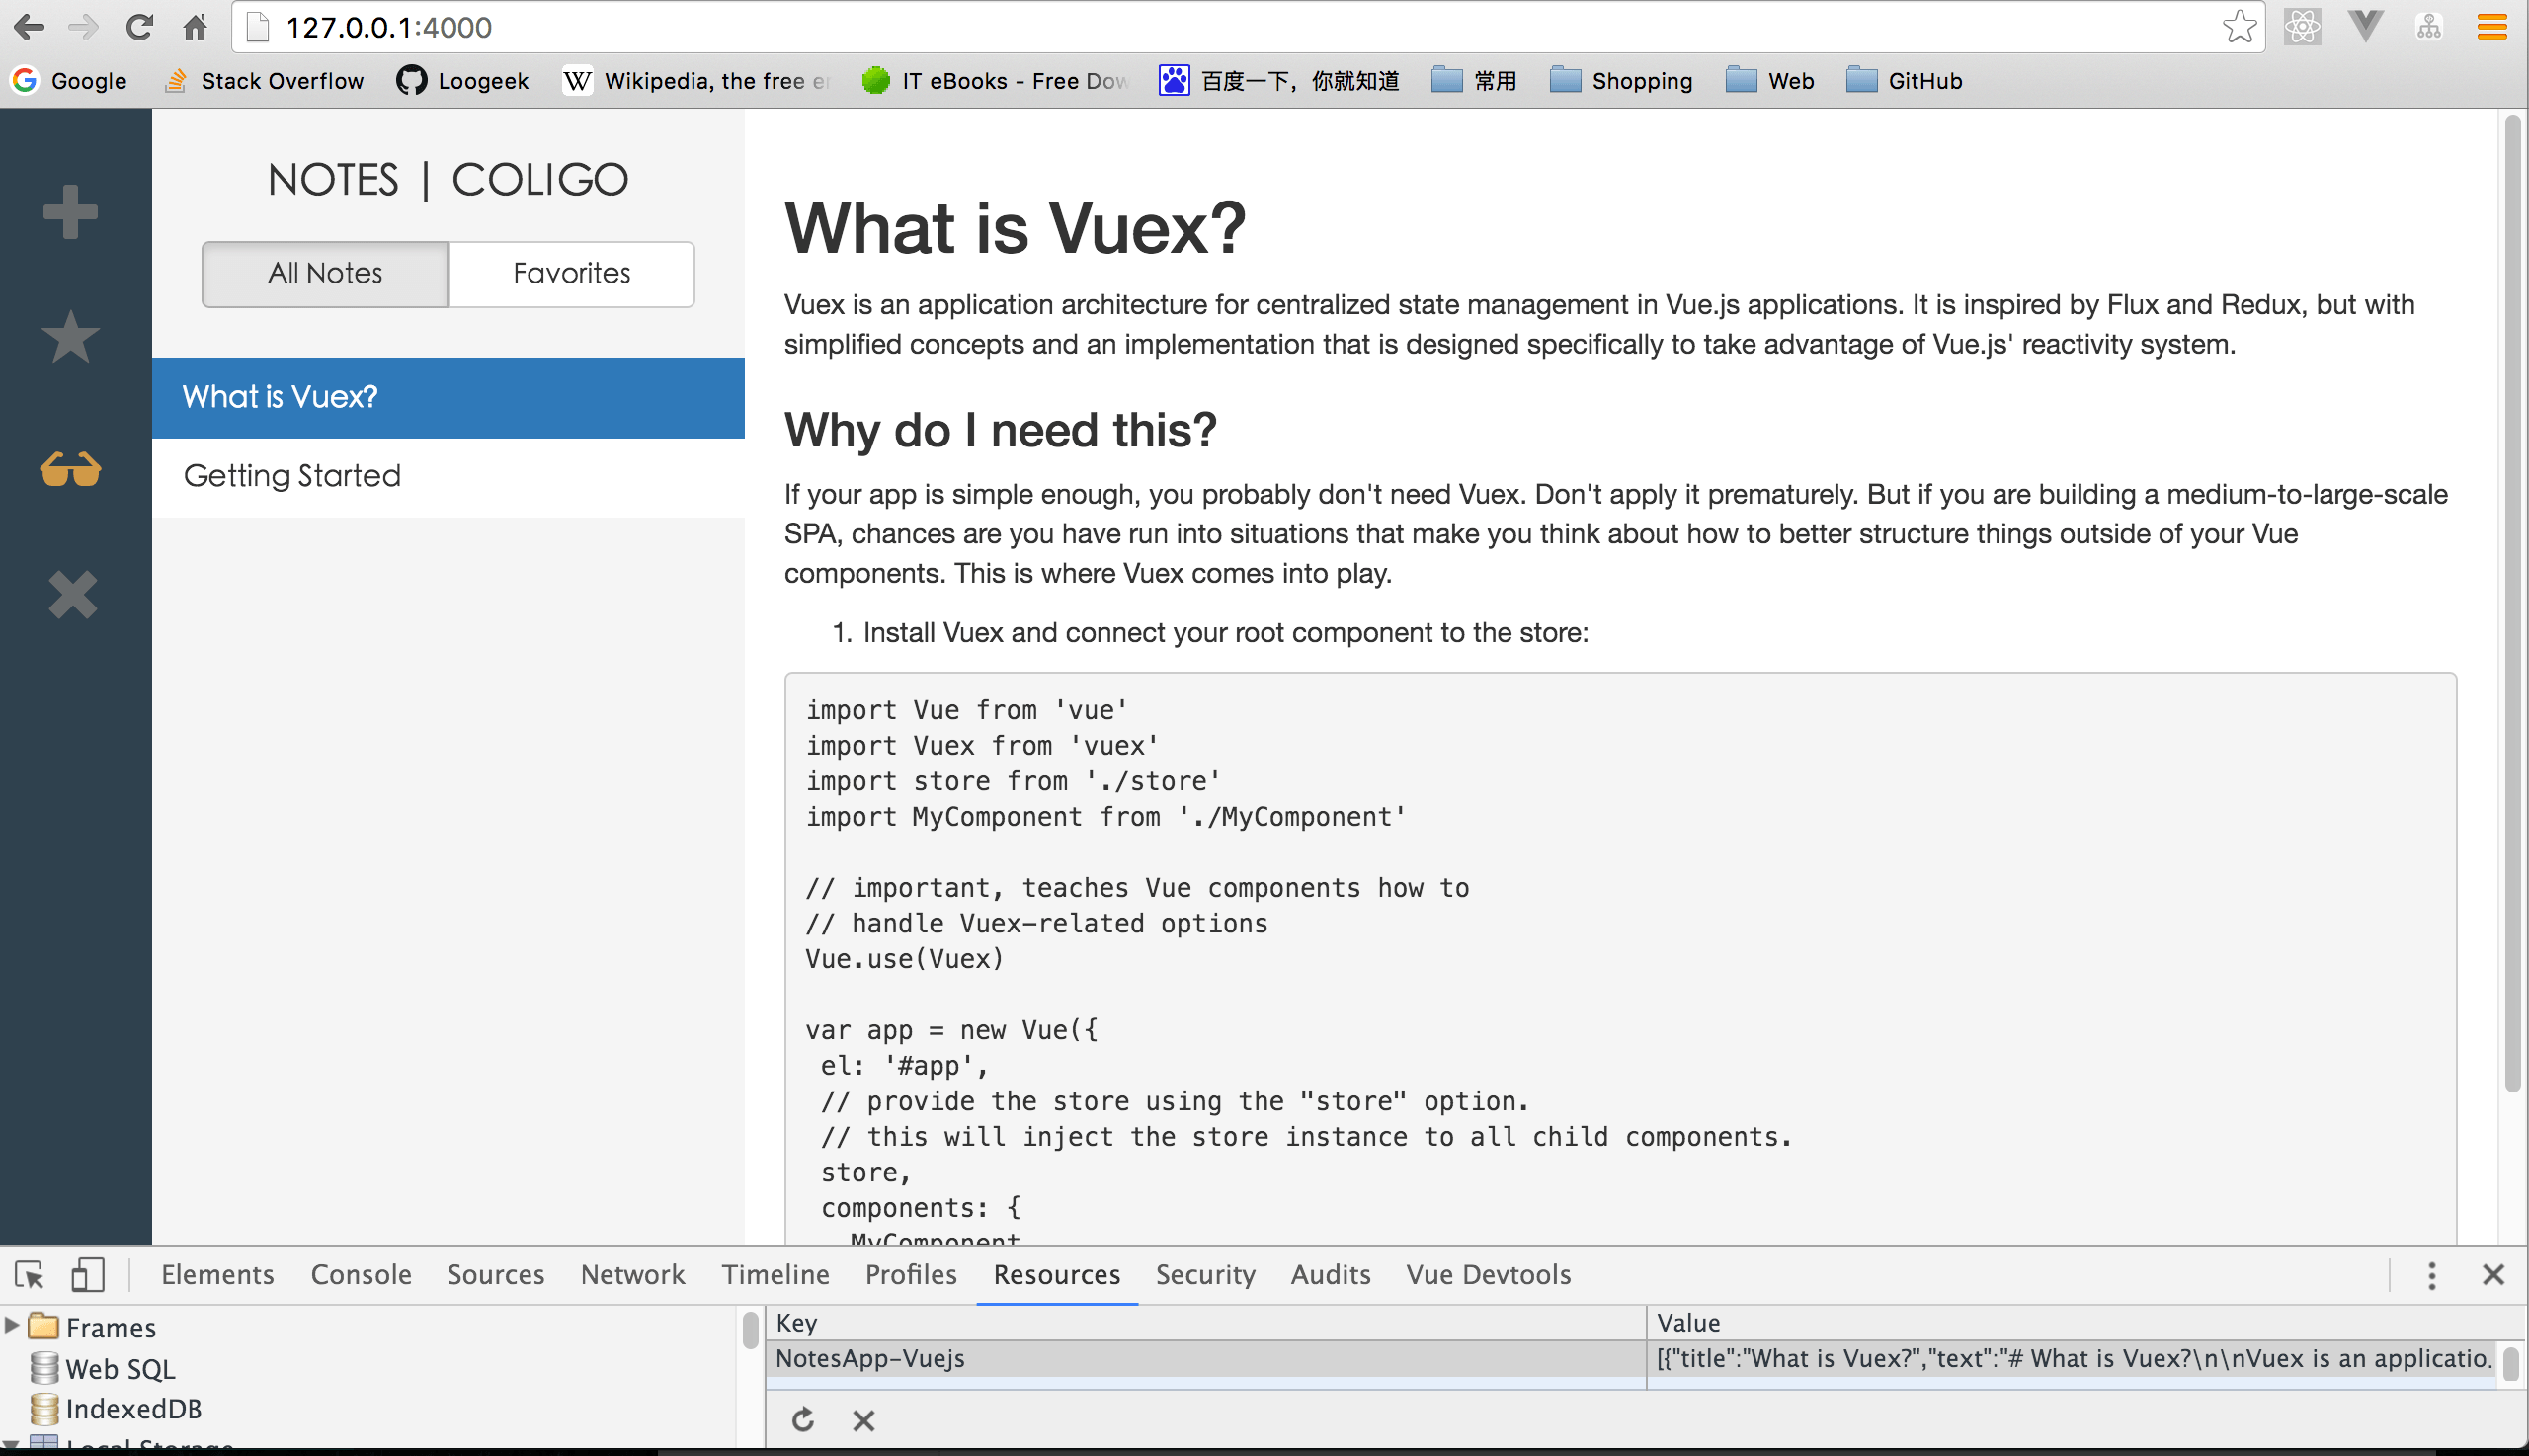 127.0.0.1:4000
Google Stack Overflow Loogeek W Wikipedia, the free en IT eBooks - Free Dow 百度一下，你就知道 常用 Shopping Web GitHub
NOTES | COLIGO
All Notes Favorites
What is Vuex?
Getting Started
What is Vuex?
Vuex is an application architecture for centralized state management in Vue.js applications. It is inspired by Flux and Redux, but with
simplified concepts and an implementation that is designed specifically to take advantage of Vue.js' reactivity system.
Why do I need this?
If your app is simple enough, you probably don't need Vuex. Don't apply it prematurely. But if you are building a medium-to-large-scale
SPA, chances are you have run into situations that make you think about how to better structure things outside of your Vue
components. This is where Vuex comes into play.
1. Install Vuex and connect your root component to the store:
import Vue from 'vue'
import Vuex from 'vuex'
import store from './store'
import MyComponent from './MyComponent'
// important, teaches Vue components how to
// handle Vuex-related options
Vue.use(Vuex)
var app = new Vue({
el: '#app',
// provide the store using the "store" option.
// this will inject the store instance to all child components.
store,
components: {
MyComponent
Elements Console Sources Network Timeline Profiles Resources Security Audits Vue Devtools
Frames
Web SQL
IndexedDB
Local Storage
Key Value
NotesApp-Vuejs [{"title":"What is Vuex?","text":"# What is Vuex?\n\nVuex is an applicatio...